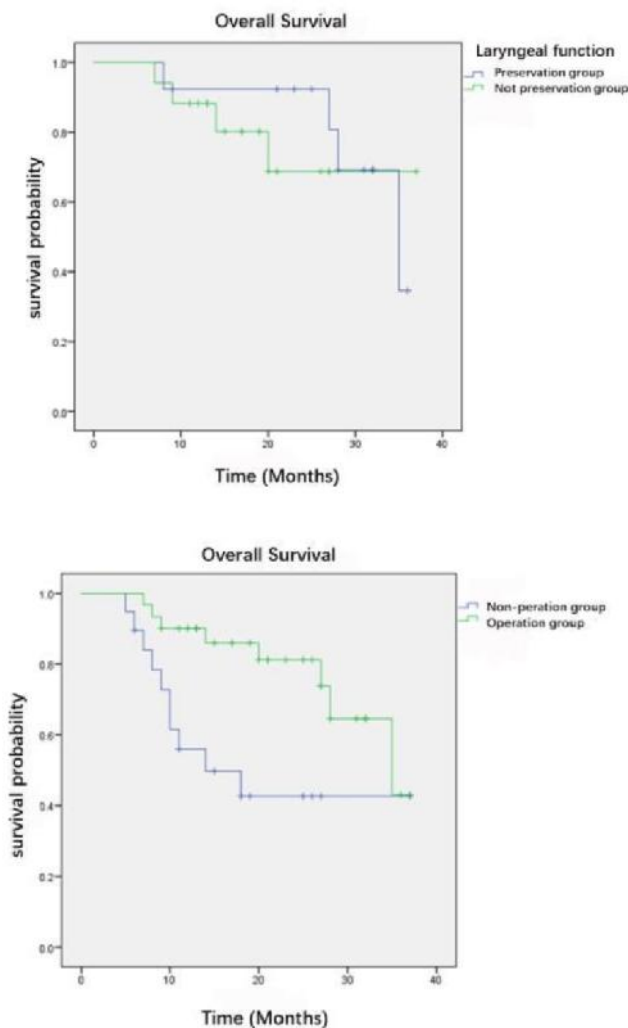 Overall Survival
Laryngeal function
Preservation group
Not preservation group
1.0
0.8
0.6
0.4
0.2
0.0
survival probability
0
10
20
30
40
Time (Months)
Overall Survival
Non-peration group
Operation group
1.0
0.8
0.6
0.4
0.2
0.0
survival probability
0
10
20
30
40
Time (Months)